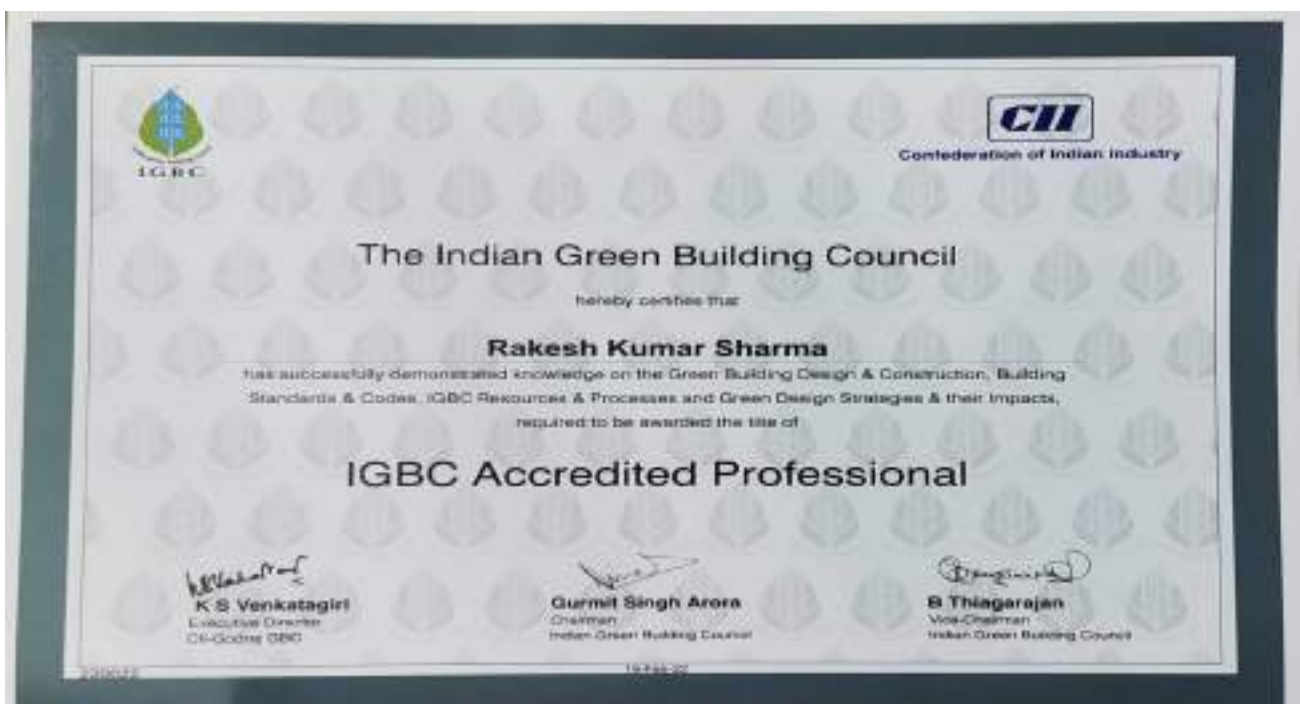 IGBC
CII
Confederation of Indian Industry
The Indian Green Building Council
hereby certifies that
Rakesh Kumar Sharma
has successfully demonstrated knowledge on the Green Building Design & Construction, Building
Standards & Codes, IGBC Resources & Processes and Green Design Strategies & their Impacts,
required to be awarded the title of
IGBC Accredited Professional
K S Venkatagiri
Executive Director
CII-Godrej GBC
Gurmit Singh Arora
Chairman
Indian Green Building Council
B Thiagarajan
Vice-Chairman
Indian Green Building Council